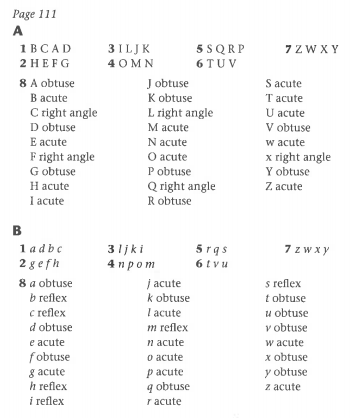 Page 111
A
1 B C A D 3 I L J K 5 S Q R P 7 Z W X Y
2 H E F G 4 O M N 6 T U V
8 A obtuse J obtuse S acute
B acute K obtuse T acute
C right angle L right angle U acute
D obtuse M acute V obtuse
E acute N acute w acute
F right angle O acute x right angle
G obtuse P obtuse Y obtuse
H acute Q right angle Z acute
I acute R obtuse
B
1 a d b c 3 l j k i 5 r q s 7 z w x y
2 g e f h 4 n p o m 6 t v u
8 a obtuse j acute s reflex
b reflex k obtuse t obtuse
c reflex l acute u obtuse
d obtuse m reflex v obtuse
e acute n acute w acute
f obtuse o acute x obtuse
g acute p acute y obtuse
h reflex q obtuse z acute
i reflex r acute